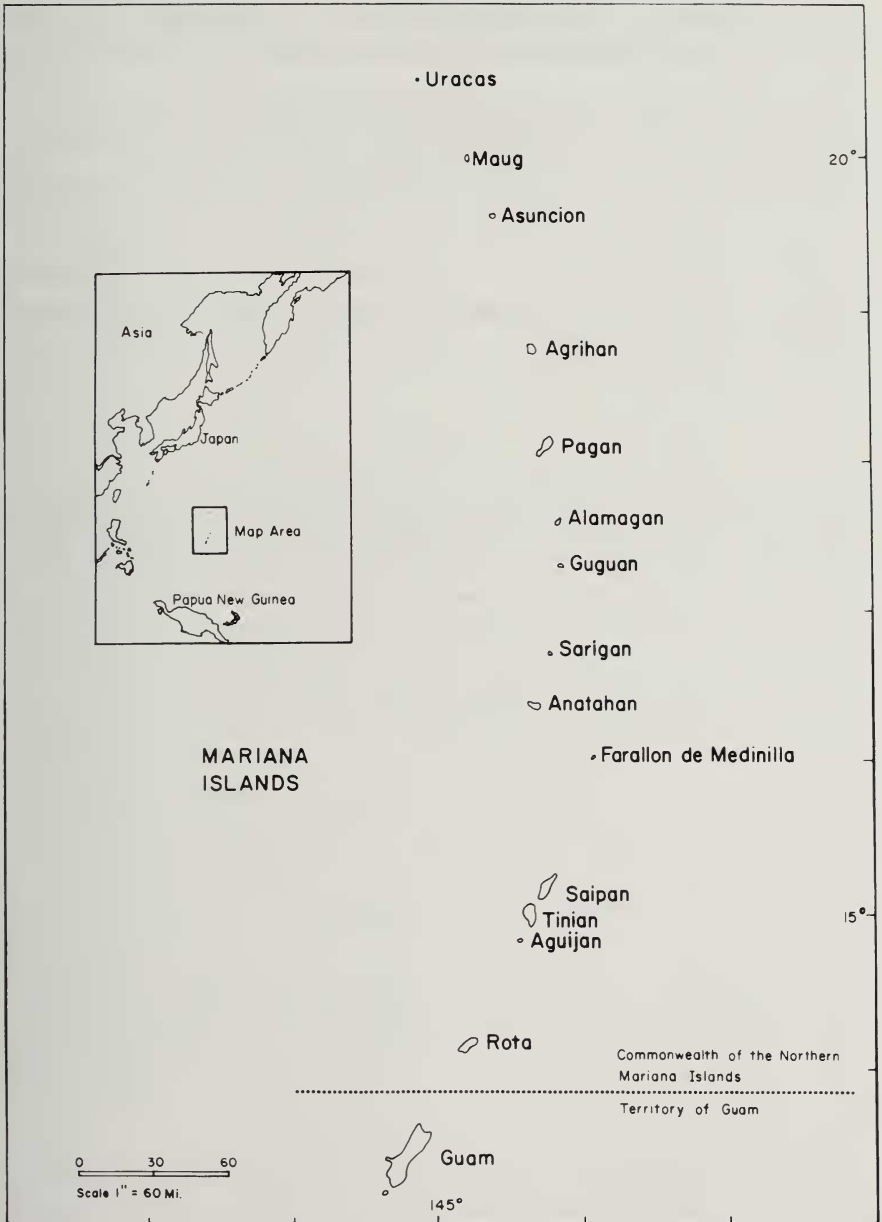 Uracas
Maug
20°
Asuncion
Asia
Agrihan
Japan
Pagan
Alamagan
Map Area
Guguan
Papua New Guinea
Sarigan
Anatahan
MARIANA
ISLANDS
Farallon de Medinilla
Saipan
Tinian
15°
Aguijan
Rota
Commonwealth of the Northern
Mariana Islands
Territory of Guam
Guam
0 30 60
Scale 1" = 60 Mi.
145°